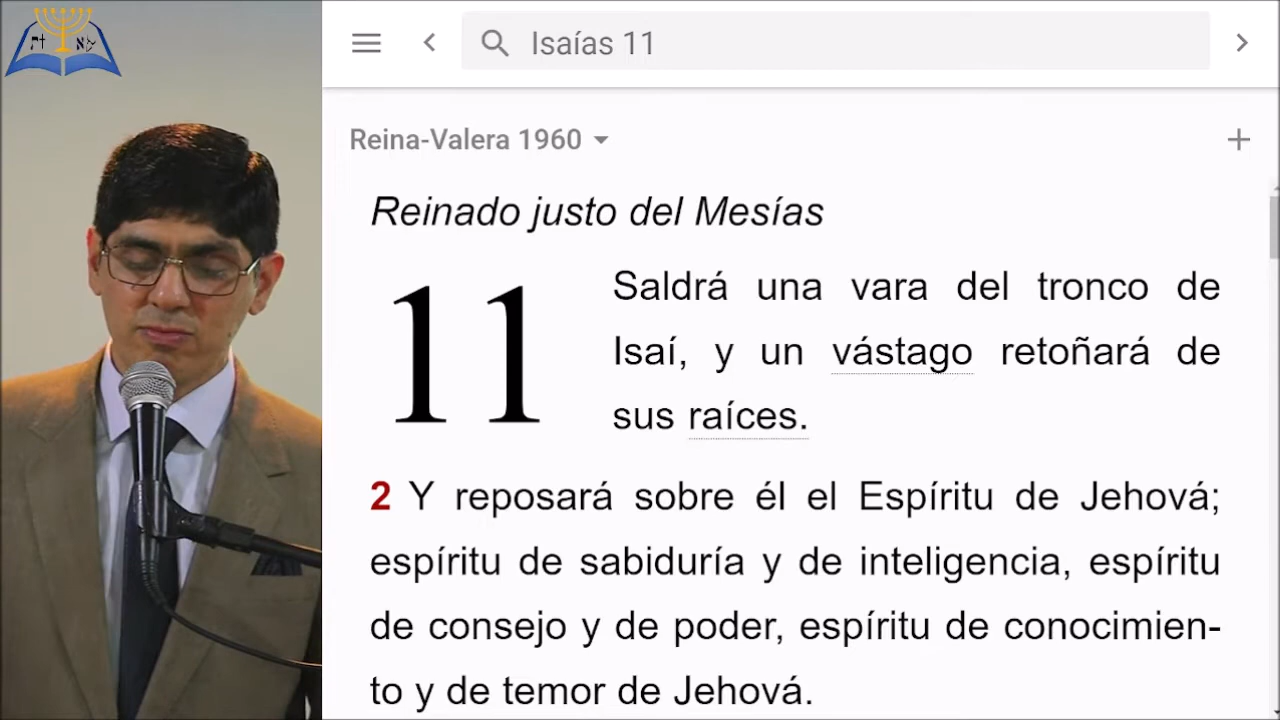 Isaías 11
Reina-Valera 1960
Reinado justo del Mesías
11 Saldrá una vara del tronco de
Isaí, y un vástago retoñará de
sus raíces.
2 Y reposará sobre él el Espíritu de Jehová;
espíritu de sabiduría y de inteligencia, espíritu
de consejo y de poder, espíritu de conocimien-
to y de temor de Jehová.